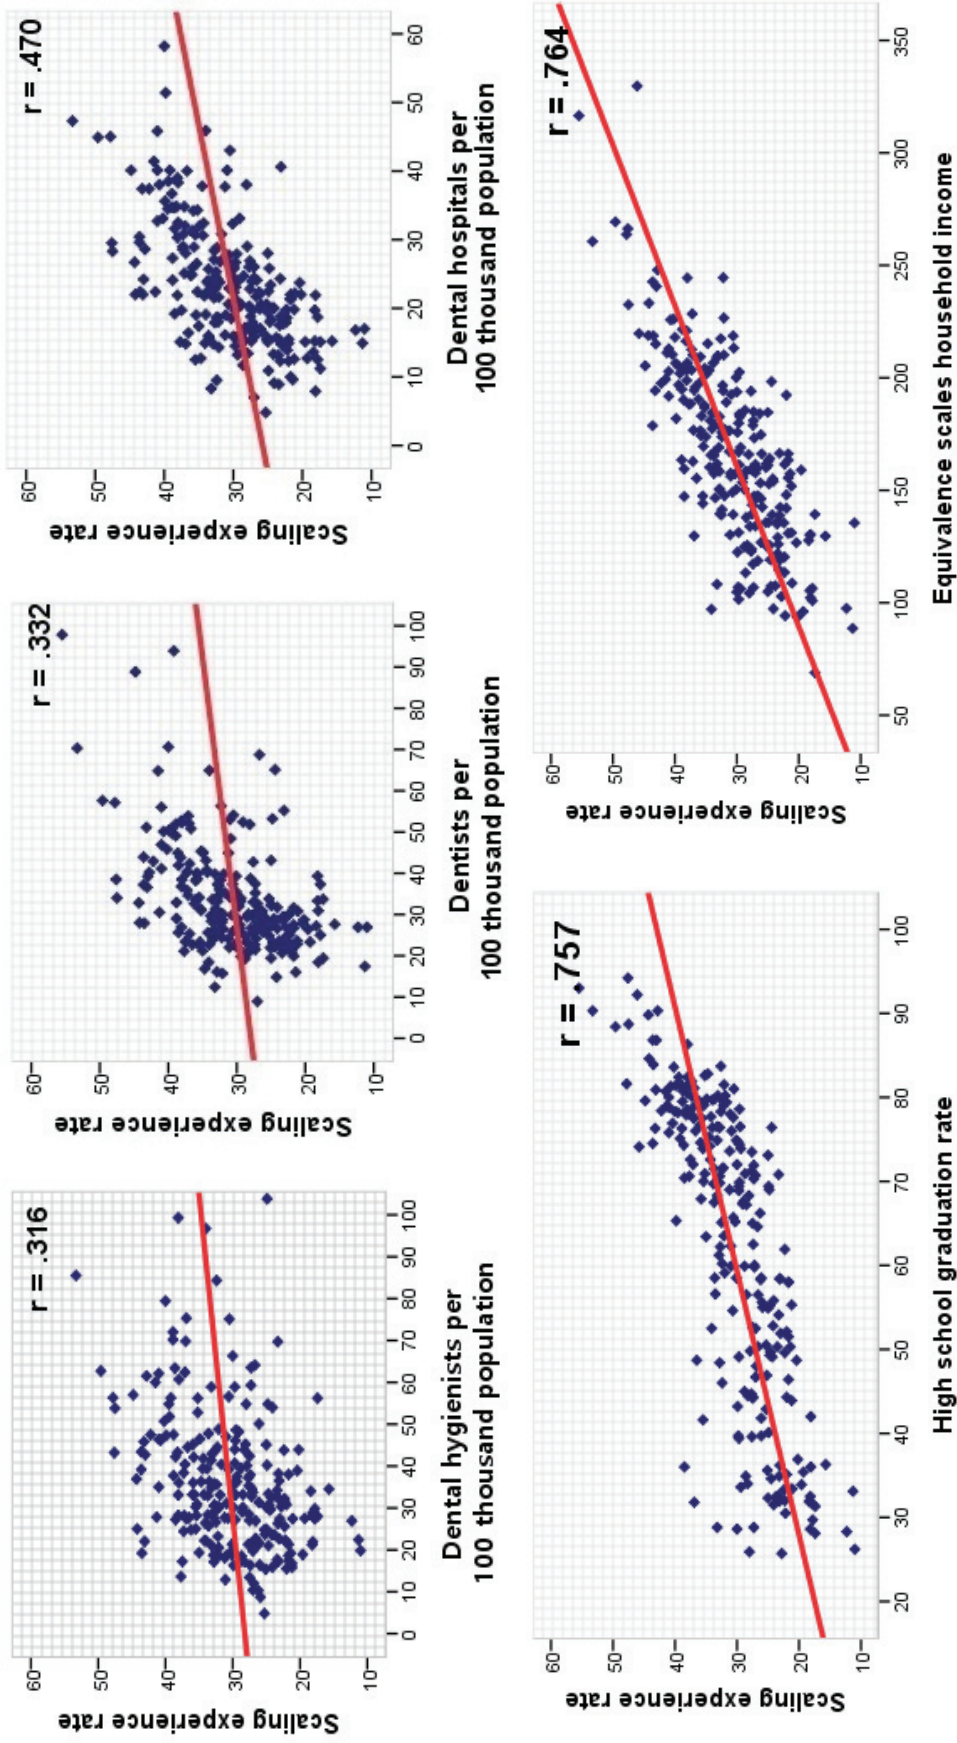 r = .316
60
50
40
30
20
10
Scaling experience rate
0 10 20 30 40 50 60 70 80 90 100
Dental hygienists per
100 thousand population
r = .332
60
50
40
30
20
10
Scaling experience rate
0 10 20 30 40 50 60 70 80 90 100
Dentists per
100 thousand population
r = .470
60
50
40
30
20
10
Scaling experience rate
0 10 20 30 40 50 60
Dental hospitals per
100 thousand population
r = .757
60
50
40
30
20
10
Scaling experience rate
20 30 40 50 60 70 80 90 100
High school graduation rate
r = .764
60
50
40
30
20
10
Scaling experience rate
50 100 150 200 250 300 350
Equivalence scales household income